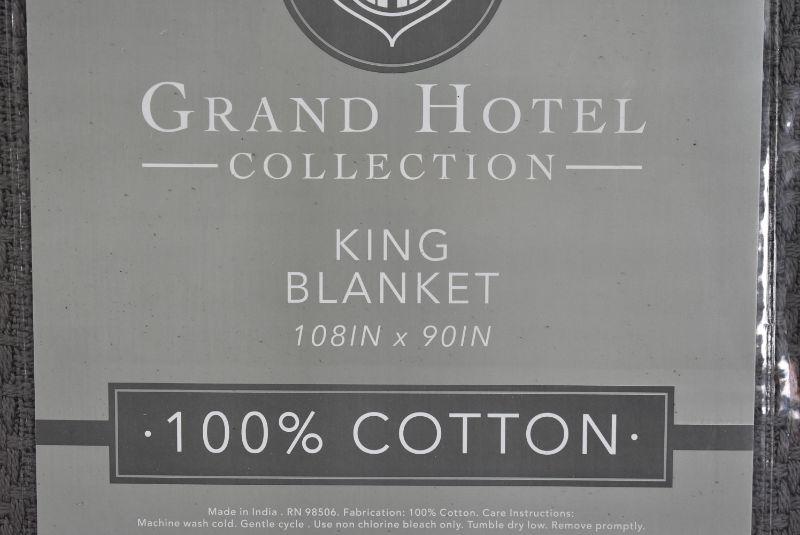 GRAND HOTEL
COLLECTION
KING
BLANKET
108IN x 90IN
·100% COTTON·
Made in India . RN 98506. Fabrication: 100% Cotton. Care Instructions:
Machine wash cold. Gentle cycle . Use non chlorine bleach only. Tumble dry low. Remove promptly.